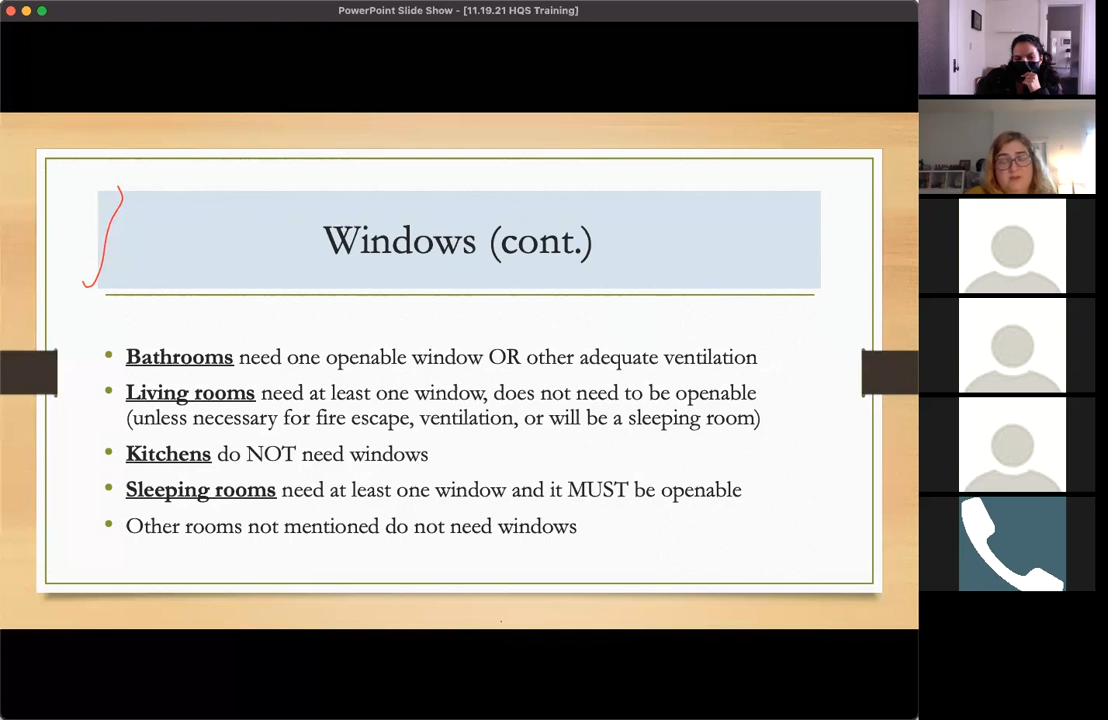 PowerPoint Slide Show - [11.19.21 HQS Training]
Windows (cont.)
• Bathrooms need one openable window OR other adequate ventilation
• Living rooms need at least one window, does not need to be openable
(unless necessary for fire escape, ventilation, or will be a sleeping room)
• Kitchens do NOT need windows
• Sleeping rooms need at least one window and it MUST be openable
• Other rooms not mentioned do not need windows